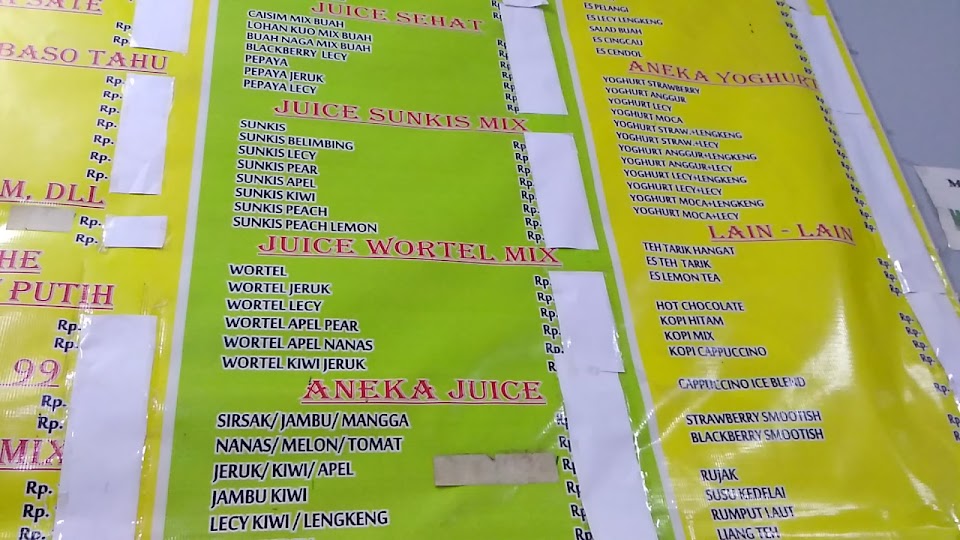 SATE
Rp.
BASO TAHU
Rp.
Rp.
Rp.
Rp.
Rp.
Rp.
M, DLL
Rp.
Rp.
HE
PUTIH
Rp.
Rp.
99
Rp.
Rp.
MIX
Rp.
Rp.
Rp.
JUICE SEHAT
CAISIM MIX BUAH
LOHAN KUO MIX BUAH
BUAH NAGA MIX BUAH
BLACKBERRY LECY
PEPAYA
PEPAYA JERUK
PEPAYA LECY
JUICE SUNKIS MIX
SUNKIS
SUNKIS BELIMBING
SUNKIS LECY
SUNKIS PEAR
SUNKIS APEL
SUNKIS KIWI
SUNKIS PEACH
SUNKIS PEACH LEMON
JUICE WORTEL MIX
WORTEL
WORTEL JERUK
WORTEL LECY
WORTEL APEL PEAR
WORTEL APEL NANAS
WORTEL KIWI JERUK
ANEKA JUICE
SIRSAK/ JAMBU/ MANGGA
NANAS/ MELON/ TOMAT
JERUK/ KIWI/ APEL
JAMBU KIWI
LECY KIWI / LENGKENG
ES PELANGI
ES LECY LENGKENG
SALAD BUAH
ES CINGCAU
ES CENDOL
ANEKA YOGHURT
YOGHURT STRAWBERRY
YOGHURT ANGGUR
YOGHURT LECY
YOGHURT MOCA
YOGHURT STRAW.+LENGKENG
YOGHURT STRAW.+LECY
YOGHURT ANGGUR+LENGKENG
YOGHURT ANGGUR+LECY
YOGHURT LECY+LENGKENG
YOGHURT LECY+LECY
YOGHURT MOCA+LENGKENG
YOGHURT MOCA+LECY
LAIN - LAIN
TEH TARIK HANGAT
ES TEH TARIK
ES LEMON TEA
HOT CHOCOLATE
KOPI HITAM
KOPI MIX
KOPI CAPPUCCINO
CAPPUCCINO ICE BLEND
STRAWBERRY SMOOTISH
BLACKBERRY SMOOTISH
RUJAK
SUSU KEDELAI
RUMPUT LAUT
LIANG TEH